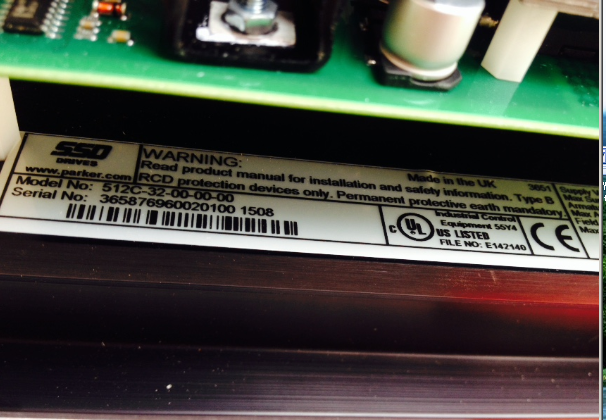 SSD
DRIVES
www.parker.com
WARNING:
Made in the UK
Read product manual for installation and safety information. Type B
RCD protection devices only. Permanent protective earth mandatory.
Model No: 512C-32-00-00-00
Serial No: 365876960020100 1508
C UL
Industrial Control
Equipment 55Y4
US LISTED
FILE NO: E142140
CE